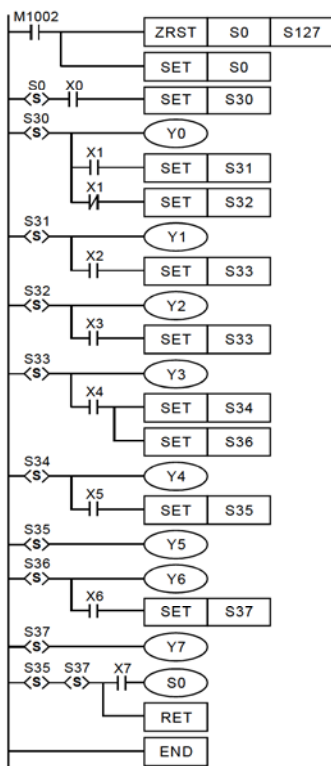 M1002
ZRST S0 S127
SET S0
S0 X0
S SET S30
S30
S Y0
X1
SET S31
X1
SET S32
S31
S Y1
X2
SET S33
S32
S Y2
X3
SET S33
S33
S Y3
X4
SET S34
SET S36
S34
S Y4
X5
SET S35
S35
S Y5
S36
S Y6
X6
SET S37
S37
S Y7
S35 S37 X7
S S S0
RET
END